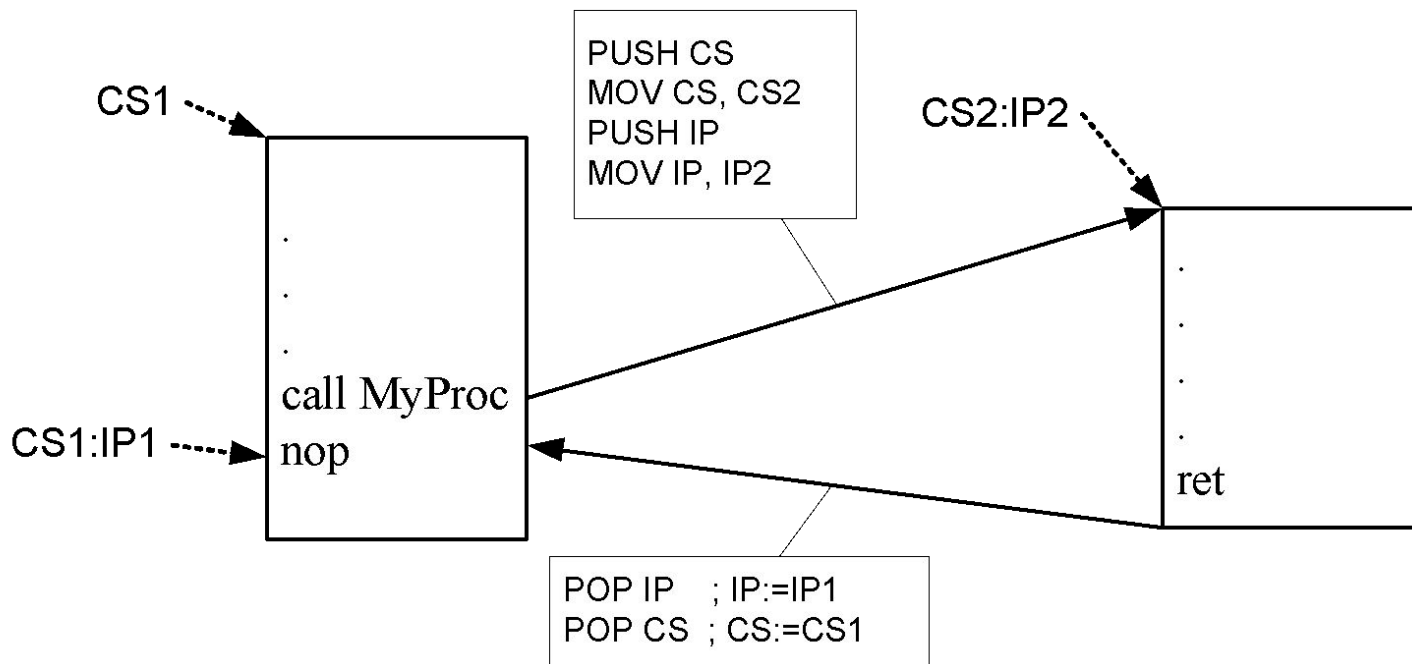 PUSH CS
MOV CS, CS2
PUSH IP
MOV IP, IP2
CS1
CS2:IP2
.
.
.
call MyProc
CS1:IP1
nop
.
.
.
.
ret
POP IP ; IP:=IP1
POP CS ; CS:=CS1